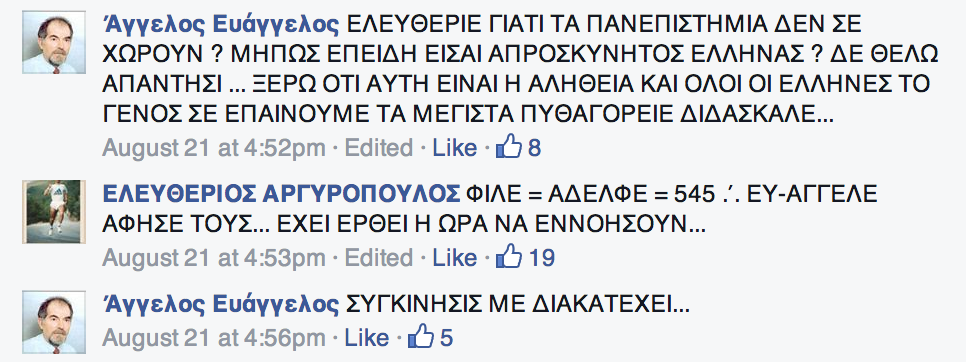 Άγγελος Ευάγγελος ΕΛΕΥΘΕΡΙΕ ΓΙΑΤΙ ΤΑ ΠΑΝΕΠΙΣΤΗΜΙΑ ΔΕΝ ΣΕ
ΧΩΡΟΥΝ ? ΜΗΠΩΣ ΕΠΕΙΔΗ ΕΙΣΑΙ ΑΠΡΟΣΚΥΝΗΤΟΣ ΕΛΛΗΝΑΣ ? ΔΕ ΘΕΛΩ
ΑΠΑΝΤΗΣΙ ... ΞΕΡΩ ΟΤΙ ΑΥΤΗ ΕΙΝΑΙ Η ΑΛΗΘΕΙΑ ΚΑΙ ΟΛΟΙ ΟΙ ΕΛΛΗΝΕΣ ΤΟ
ΓΕΝΟΣ ΣΕ ΕΠΑΙΝΟΥΜΕ ΤΑ ΜΕΓΙΣΤΑ ΠΥΘΑΓΟΡΕΙΕ ΔΙΔΑΣΚΑΛΕ...
August 21 at 4:52pm · Edited · Like · 8
ΕΛΕΥΘΕΡΙΟΣ ΑΡΓΥΡΟΠΟΥΛΟΣ ΦΙΛΕ = ΑΔΕΛΦΕ = 545 .’. ΕΥ-ΑΓΓΕΛΕ
ΑΦΗΣΕ ΤΟΥΣ... ΕΧΕΙ ΕΡΘΕΙ Η ΩΡΑ ΝΑ ΕΝΝΟΗΣΟΥΝ...
August 21 at 4:53pm · Edited · Like · 19
Άγγελος Ευάγγελος ΣΥΓΚΙΝΗΣΙΣ ΜΕ ΔΙΑΚΑΤΕΧΕΙ...
August 21 at 4:56pm · Like · 5